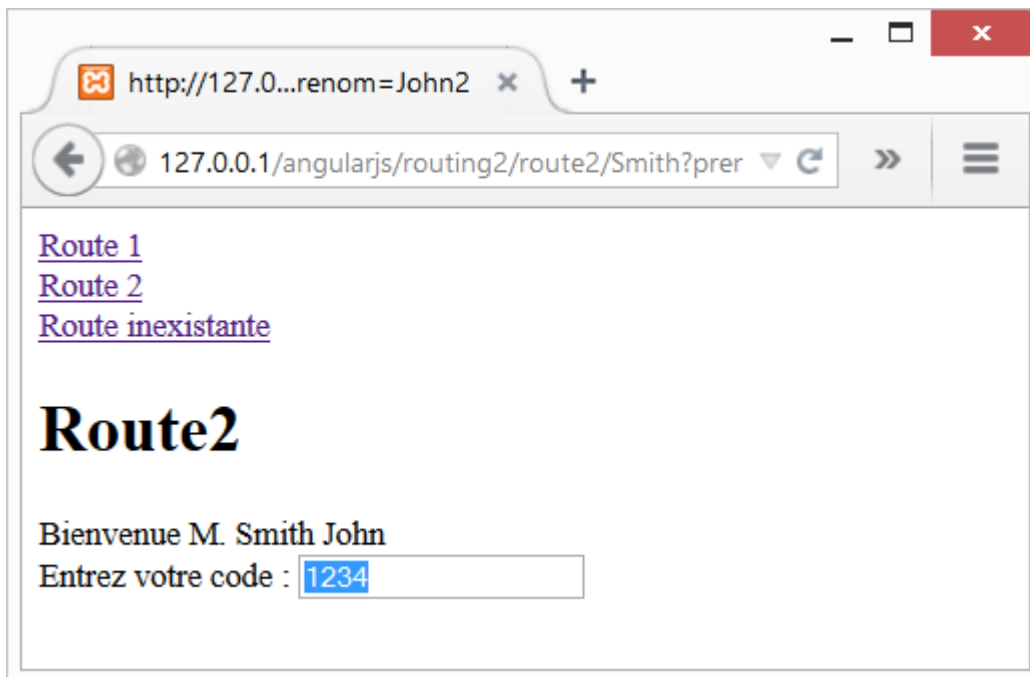 http://127.0...renom=John2
127.0.0.1/angularjs/routing2/route2/Smith?prer
Route 1
Route 2
Route inexistante
Route2
Bienvenue M. Smith John
Entrez votre code : 1234